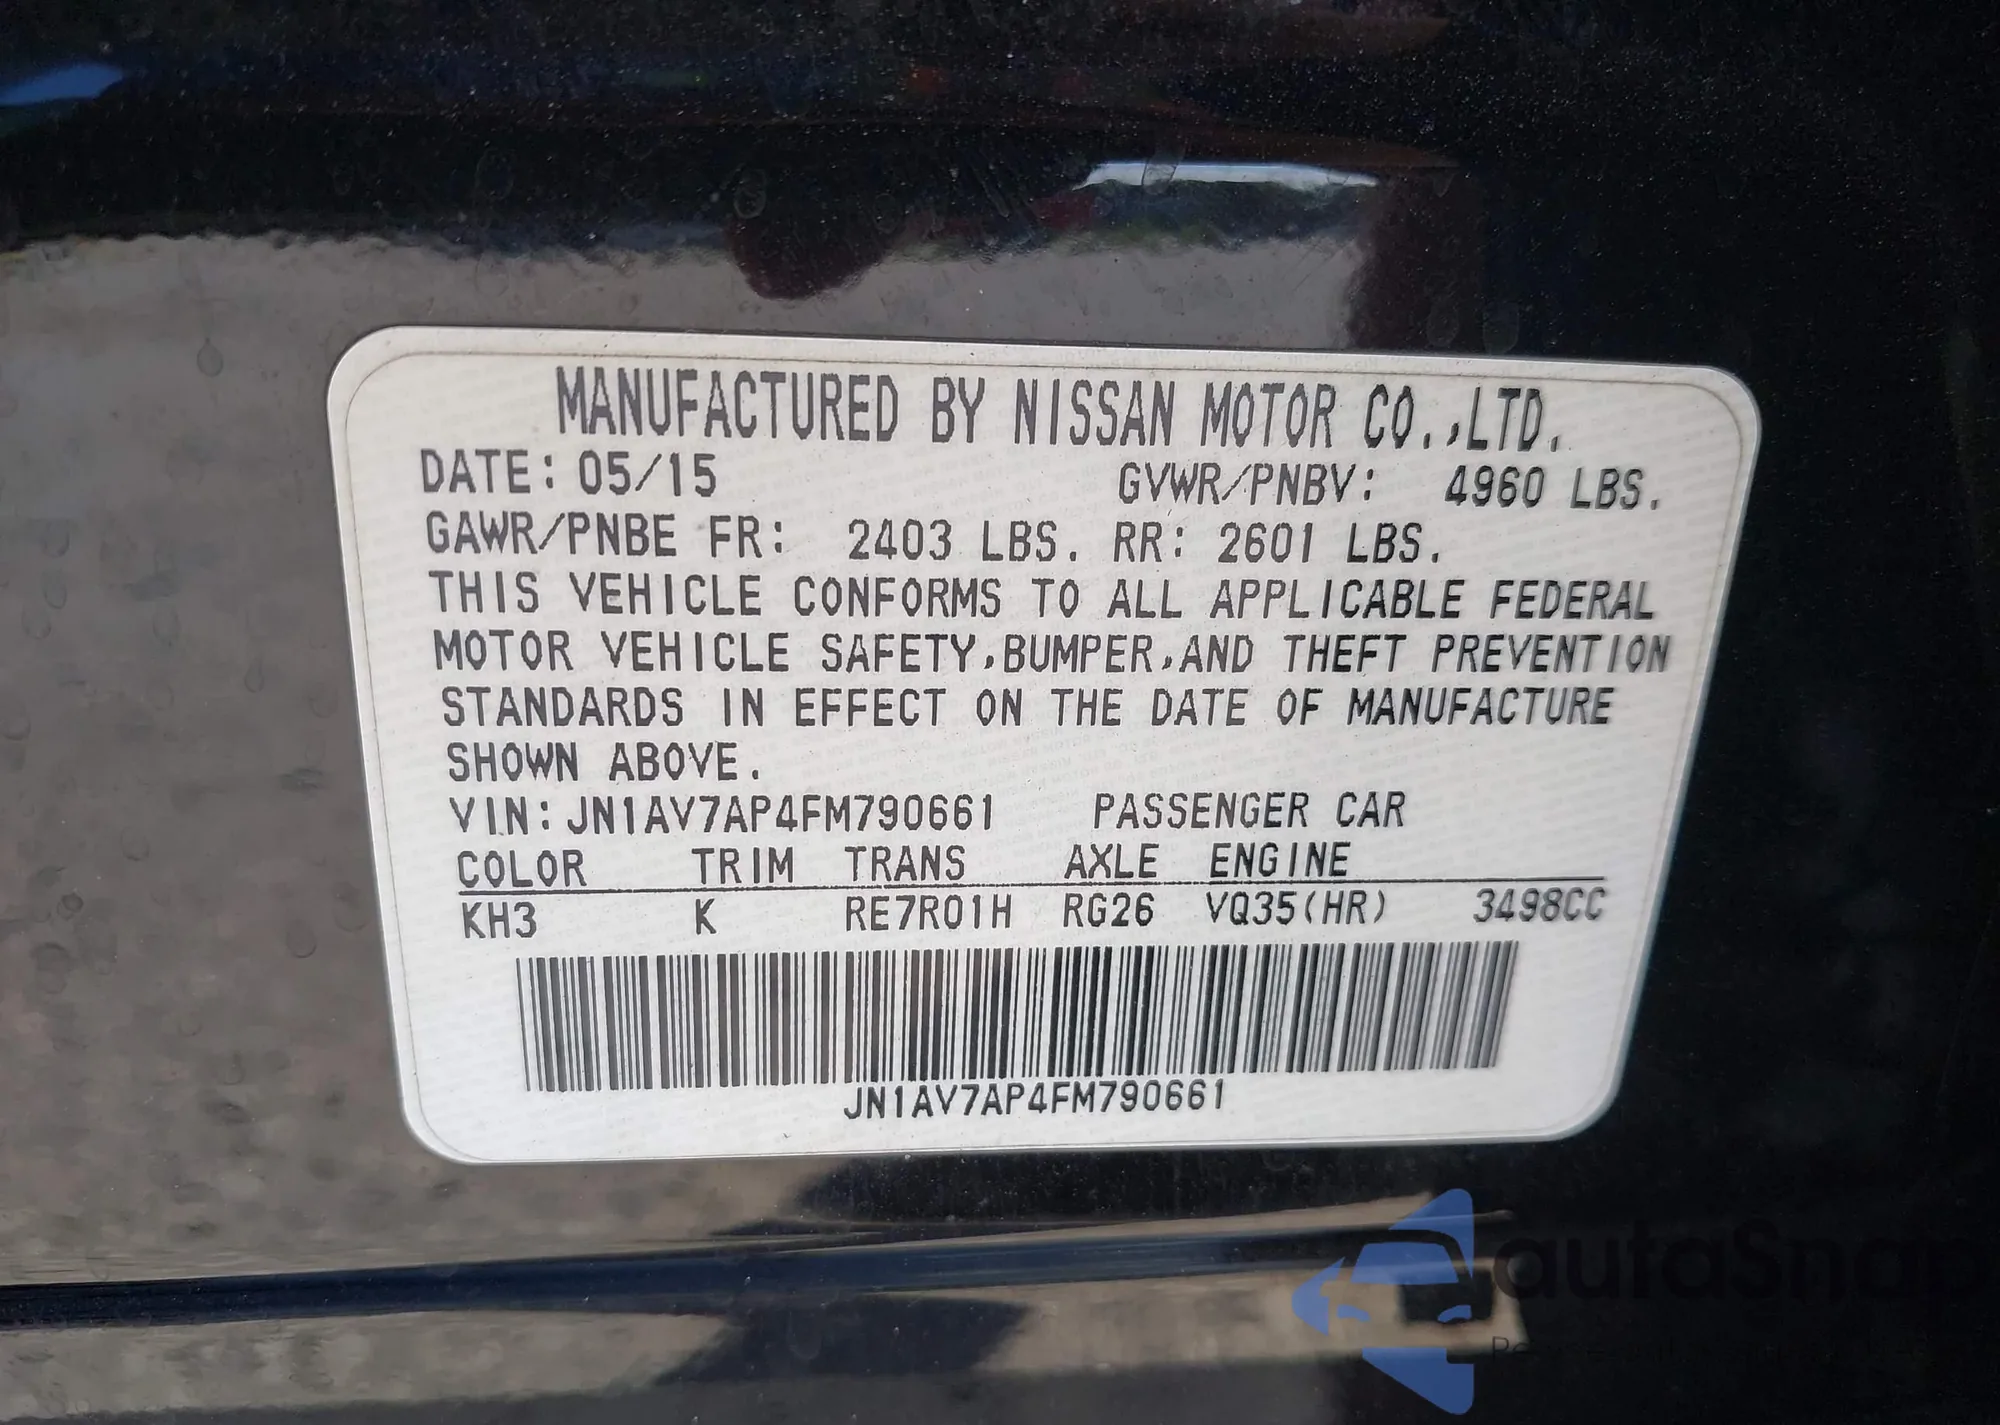 MANUFACTURED BY NISSAN MOTOR CO.,LTD.
DATE: 05/15 GVWR/PNBV: 4960 LBS.
GAWR/PNBE FR: 2403 LBS. RR: 2601 LBS.
THIS VEHICLE CONFORMS TO ALL APPLICABLE FEDERAL
MOTOR VEHICLE SAFETY,BUMPER,AND THEFT PREVENTION
STANDARDS IN EFFECT ON THE DATE OF MANUFACTURE
SHOWN ABOVE.
VIN:JN1AV7AP4FM790661 PASSENGER CAR
COLOR TRIM TRANS AXLE ENGINE
KH3 K RE7R01H RG26 VQ35(HR) 3498CC
JN1AV7AP4FM790661
autoSnap